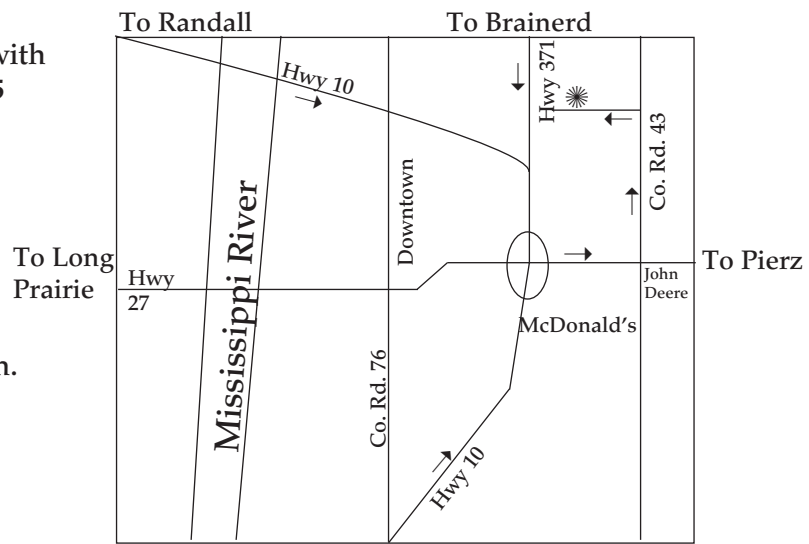 To Randall
To Brainerd
with
5
Hwy 10
Hwy 371
Co. Rd. 43
Downtown
Mississippi River
To Long
Prairie
Hwy
27
To Pierz
John
Deere
McDonald's
Co. Rd. 76
Hwy 10